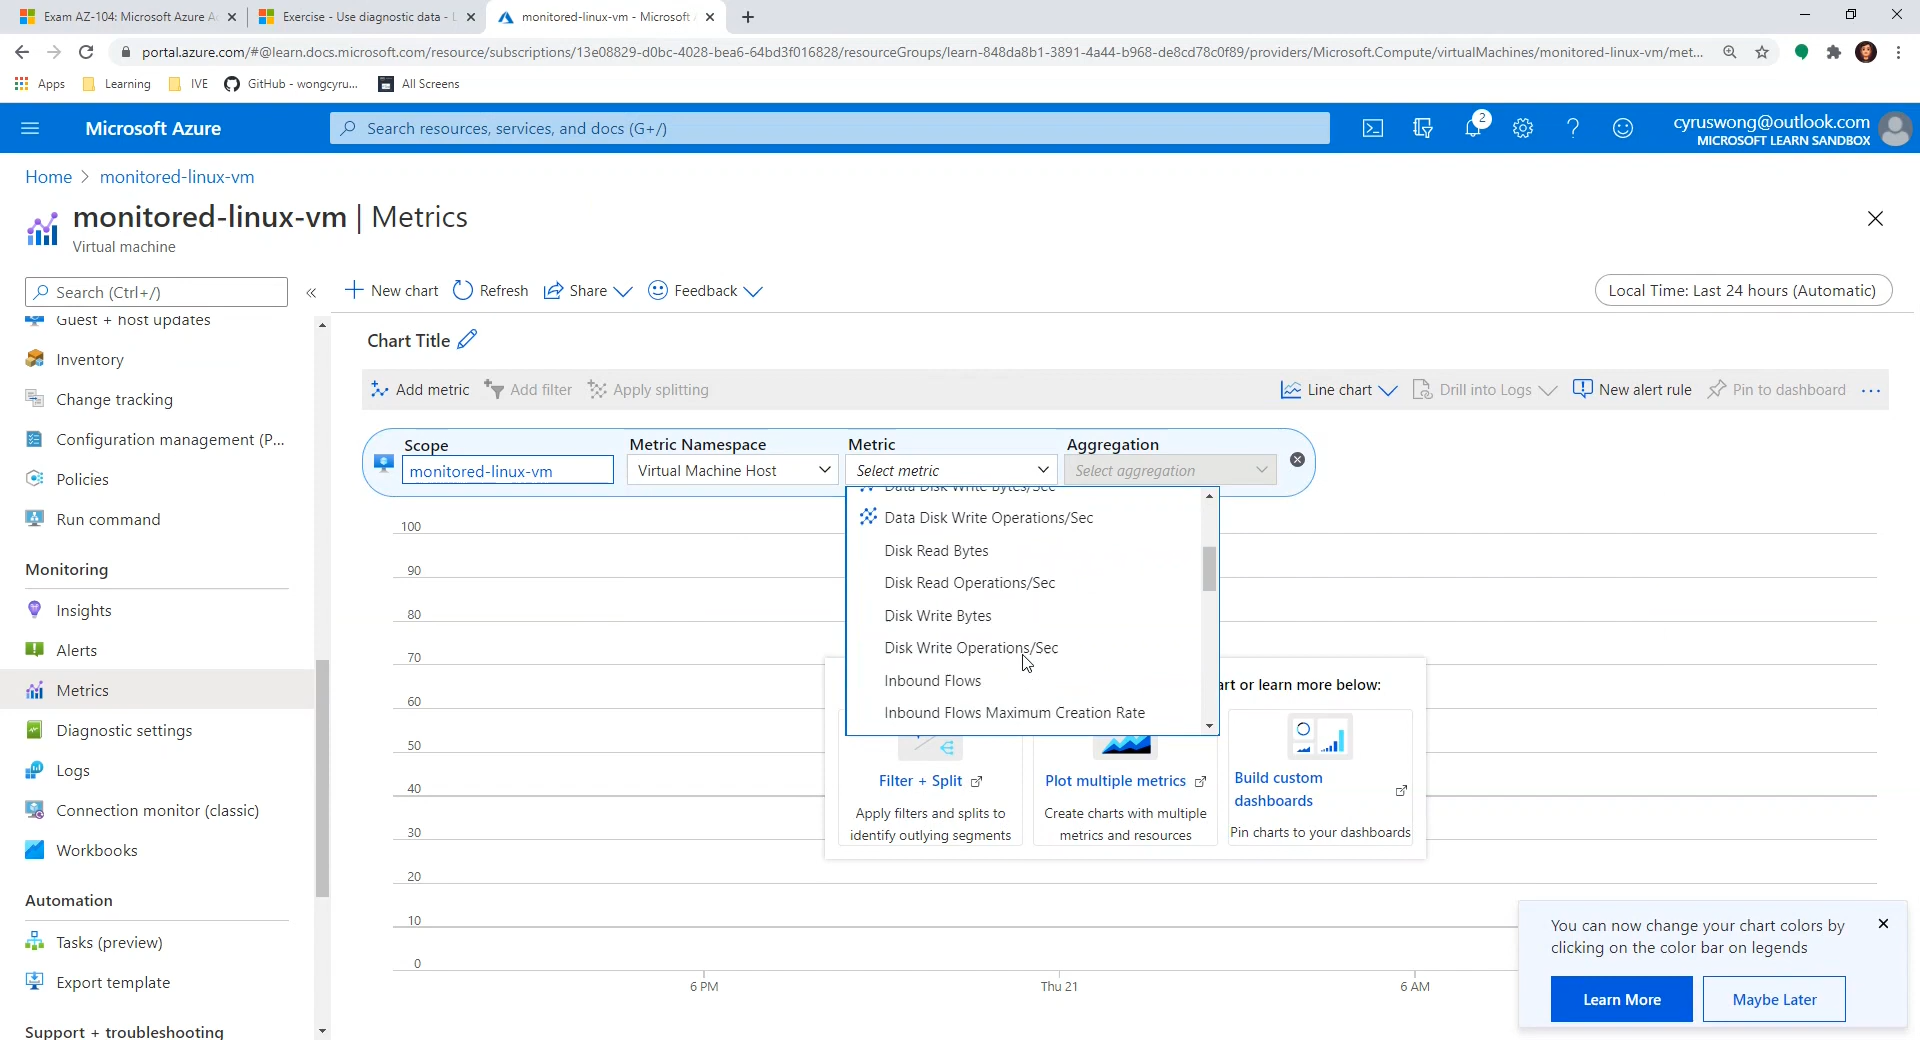 Exam AZ-104: Microsoft Azure A
Exercise - Use diagnostic data - L
monitored-linux-vm - Microsoft
portal.azure.com/#@learn.docs.microsoft.com/resource/subscriptions/13e08829-d0bc-4028-bea6-64bd3f016828/resourceGroups/learn-848da8b1-3891-4a44-b968-de8cd78c0f89/providers/Microsoft.Compute/virtualMachines/monitored-linux-vm/met...
Apps
Learning
IVE
GitHub - wongcyru...
All Screens
Microsoft Azure
Search resources, services, and docs (G+/)
2
cyruswong@outlook.com
MICROSOFT LEARN SANDBOX
Home > monitored-linux-vm
monitored-linux-vm | Metrics
Virtual machine
Search (Ctrl+/)
«
New chart
Refresh
Share
Feedback
Local Time: Last 24 hours (Automatic)
Guest + host updates
Inventory
Change tracking
Configuration management (P...
Policies
Run command
Monitoring
Insights
Alerts
Metrics
Diagnostic settings
Logs
Connection monitor (classic)
Workbooks
Automation
Tasks (preview)
Export template
Support + troubleshooting
Chart Title
Add metric
Add filter
Apply splitting
Line chart
Drill into Logs
New alert rule
Pin to dashboard
...
Scope
monitored-linux-vm
Metric Namespace
Virtual Machine Host
Metric
Select metric
Aggregation
Select aggregation
Data Disk Write Bytes/Sec
Data Disk Write Operations/Sec
Disk Read Bytes
Disk Read Operations/Sec
Disk Write Bytes
Disk Write Operations/Sec
Inbound Flows
Inbound Flows Maximum Creation Rate
100
90
80
70
60
50
40
30
20
10
0
6 PM
Thu 21
6 AM
art or learn more below:
Filter + Split
Apply filters and splits to
identify outlying segments
Plot multiple metrics
Create charts with multiple
metrics and resources
Build custom
dashboards
Pin charts to your dashboards
You can now change your chart colors by
clicking on the color bar on legends
Learn More
Maybe Later